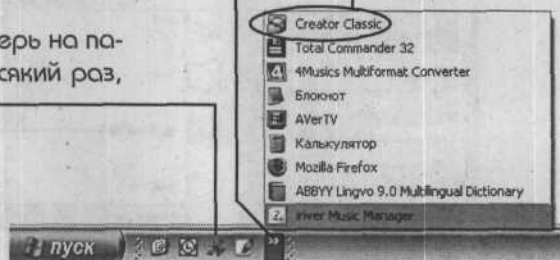 ерь на па-
сякий раз,
Creator Classic
Total Commander 32
4Musics Multiformat Converter
Блокнот
AVerTV
Калькулятор
Mozilla Firefox
ABBYY Lingvo 9.0 Multilingual Dictionary
iriver Music Manager
пуск